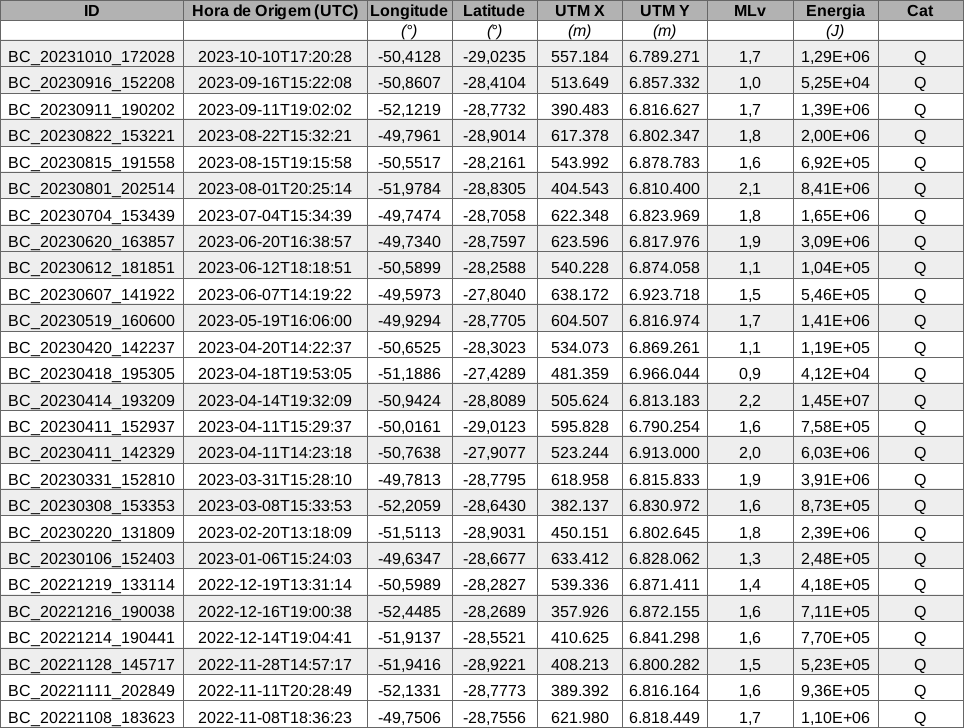 ID Hora de Origem (UTC) Longitude Latitude UTM X UTM Y MLv Energia Cat
(°) (°) (m) (m) (J)
BC_20231010_172028 2023-10-10T17:20:28 -50,4128 -29,0235 557.184 6.789.271 1,7 1,29E+06 Q
BC_20230916_152208 2023-09-16T15:22:08 -50,8607 -28,4104 513.649 6.857.332 1,0 5,25E+04 Q
BC_20230911_190202 2023-09-11T19:02:02 -52,1219 -28,7732 390.483 6.816.627 1,7 1,39E+06 Q
BC_20230822_153221 2023-08-22T15:32:21 -49,7961 -28,9014 617.378 6.802.347 1,8 2,00E+06 Q
BC_20230815_191558 2023-08-15T19:15:58 -50,5517 -28,2161 543.992 6.878.783 1,6 6,92E+05 Q
BC_20230801_202514 2023-08-01T20:25:14 -51,9784 -28,8305 404.543 6.810.400 2,1 8,41E+06 Q
BC_20230704_153439 2023-07-04T15:34:39 -49,7474 -28,7058 622.348 6.823.969 1,8 1,65E+06 Q
BC_20230620_163857 2023-06-20T16:38:57 -49,7340 -28,7597 623.596 6.817.976 1,9 3,09E+06 Q
BC_20230612_181851 2023-06-12T18:18:51 -50,5899 -28,2588 540.228 6.874.058 1,1 1,04E+05 Q
BC_20230607_141922 2023-06-07T14:19:22 -49,5973 -27,8040 638.172 6.923.718 1,5 5,46E+05 Q
BC_20230519_160600 2023-05-19T16:06:00 -49,9294 -28,7705 604.507 6.816.974 1,7 1,41E+06 Q
BC_20230420_142237 2023-04-20T14:22:37 -50,6525 -28,3023 534.073 6.869.261 1,1 1,19E+05 Q
BC_20230418_195305 2023-04-18T19:53:05 -51,1886 -27,4289 481.359 6.966.044 0,9 4,12E+04 Q
BC_20230414_193209 2023-04-14T19:32:09 -50,9424 -28,8089 505.624 6.813.183 2,2 1,45E+07 Q
BC_20230411_152937 2023-04-11T15:29:37 -50,0161 -29,0123 595.828 6.790.254 1,6 7,58E+05 Q
BC_20230411_142329 2023-04-11T14:23:18 -50,7638 -27,9077 523.244 6.913.000 2,0 6,03E+06 Q
BC_20230331_152810 2023-03-31T15:28:10 -49,7813 -28,7795 618.958 6.815.833 1,9 3,91E+06 Q
BC_20230308_153353 2023-03-08T15:33:53 -52,2059 -28,6430 382.137 6.830.972 1,6 8,73E+05 Q
BC_20230220_131809 2023-02-20T13:18:09 -51,5113 -28,9031 450.151 6.802.645 1,8 2,39E+06 Q
BC_20230106_152403 2023-01-06T15:24:03 -49,6347 -28,6677 633.412 6.828.062 1,3 2,48E+05 Q
BC_20221219_133114 2022-12-19T13:31:14 -50,5989 -28,2827 539.336 6.871.411 1,4 4,18E+05 Q
BC_20221216_190038 2022-12-16T19:00:38 -52,4485 -28,2689 357.926 6.872.155 1,6 7,11E+05 Q
BC_20221214_190441 2022-12-14T19:04:41 -51,9137 -28,5521 410.625 6.841.298 1,6 7,70E+05 Q
BC_20221128_145717 2022-11-28T14:57:17 -51,9416 -28,9221 408.213 6.800.282 1,5 5,23E+05 Q
BC_20221111_202849 2022-11-11T20:28:49 -52,1331 -28,7773 389.392 6.816.164 1,6 9,36E+05 Q
BC_20221108_183623 2022-11-08T18:36:23 -49,7506 -28,7556 621.980 6.818.449 1,7 1,10E+06 Q